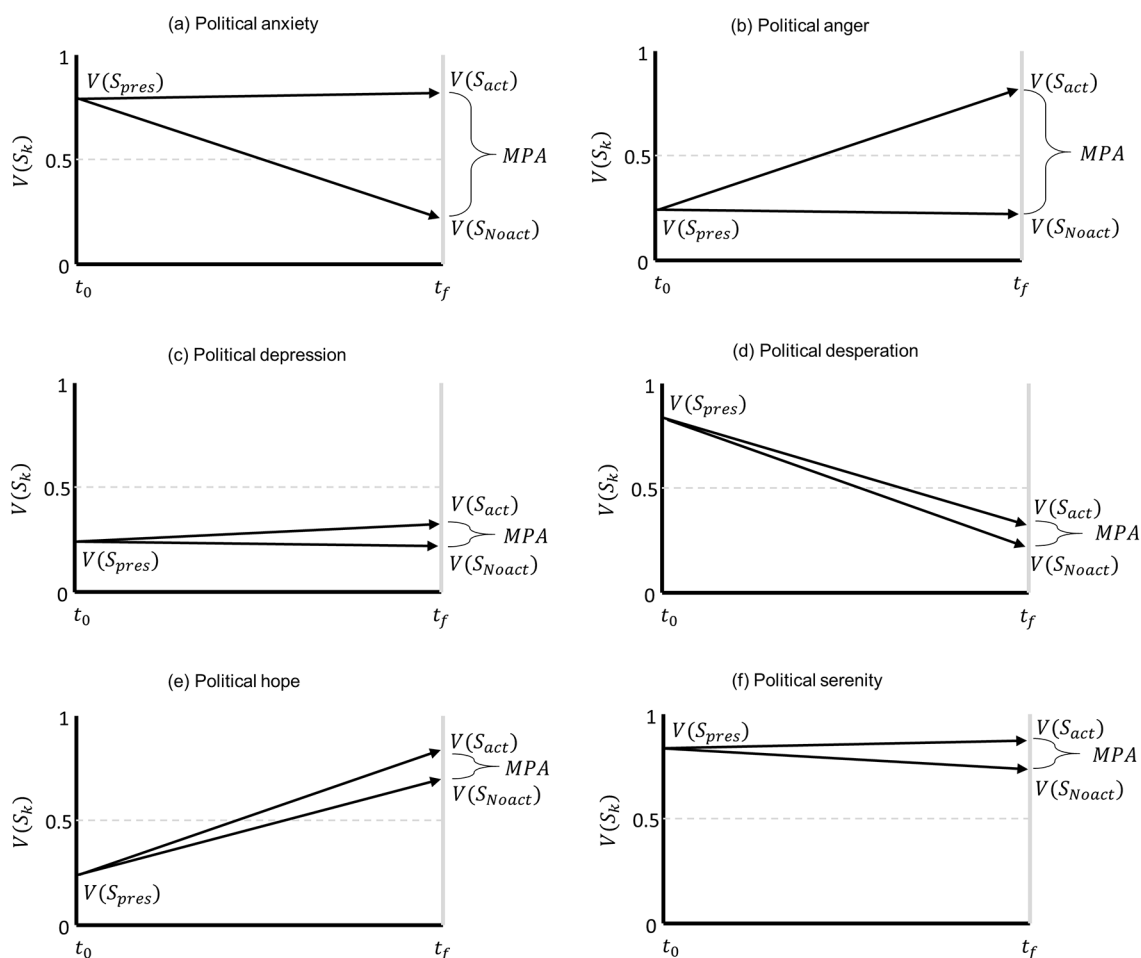 (a) Political anxiety
1
V(S_pres)
V(S_act)
V(S_k)
0.5
MPA
V(S_Noact)
0
t_0
t_f
(b) Political anger
1
V(S_act)
V(S_k)
0.5
MPA
V(S_pres)
V(S_Noact)
0
t_0
t_f
(c) Political depression
1
V(S_k)
0.5
V(S_act)
MPA
V(S_pres)
V(S_Noact)
0
t_0
t_f
(d) Political desperation
1
V(S_pres)
V(S_k)
0.5
V(S_act)
MPA
V(S_Noact)
0
t_0
t_f
(e) Political hope
1
V(S_act)
MPA
V(S_Noact)
V(S_k)
0.5
V(S_pres)
0
t_0
t_f
(f) Political serenity
1
V(S_pres)
V(S_act)
MPA
V(S_Noact)
V(S_k)
0.5
0
t_0
t_f